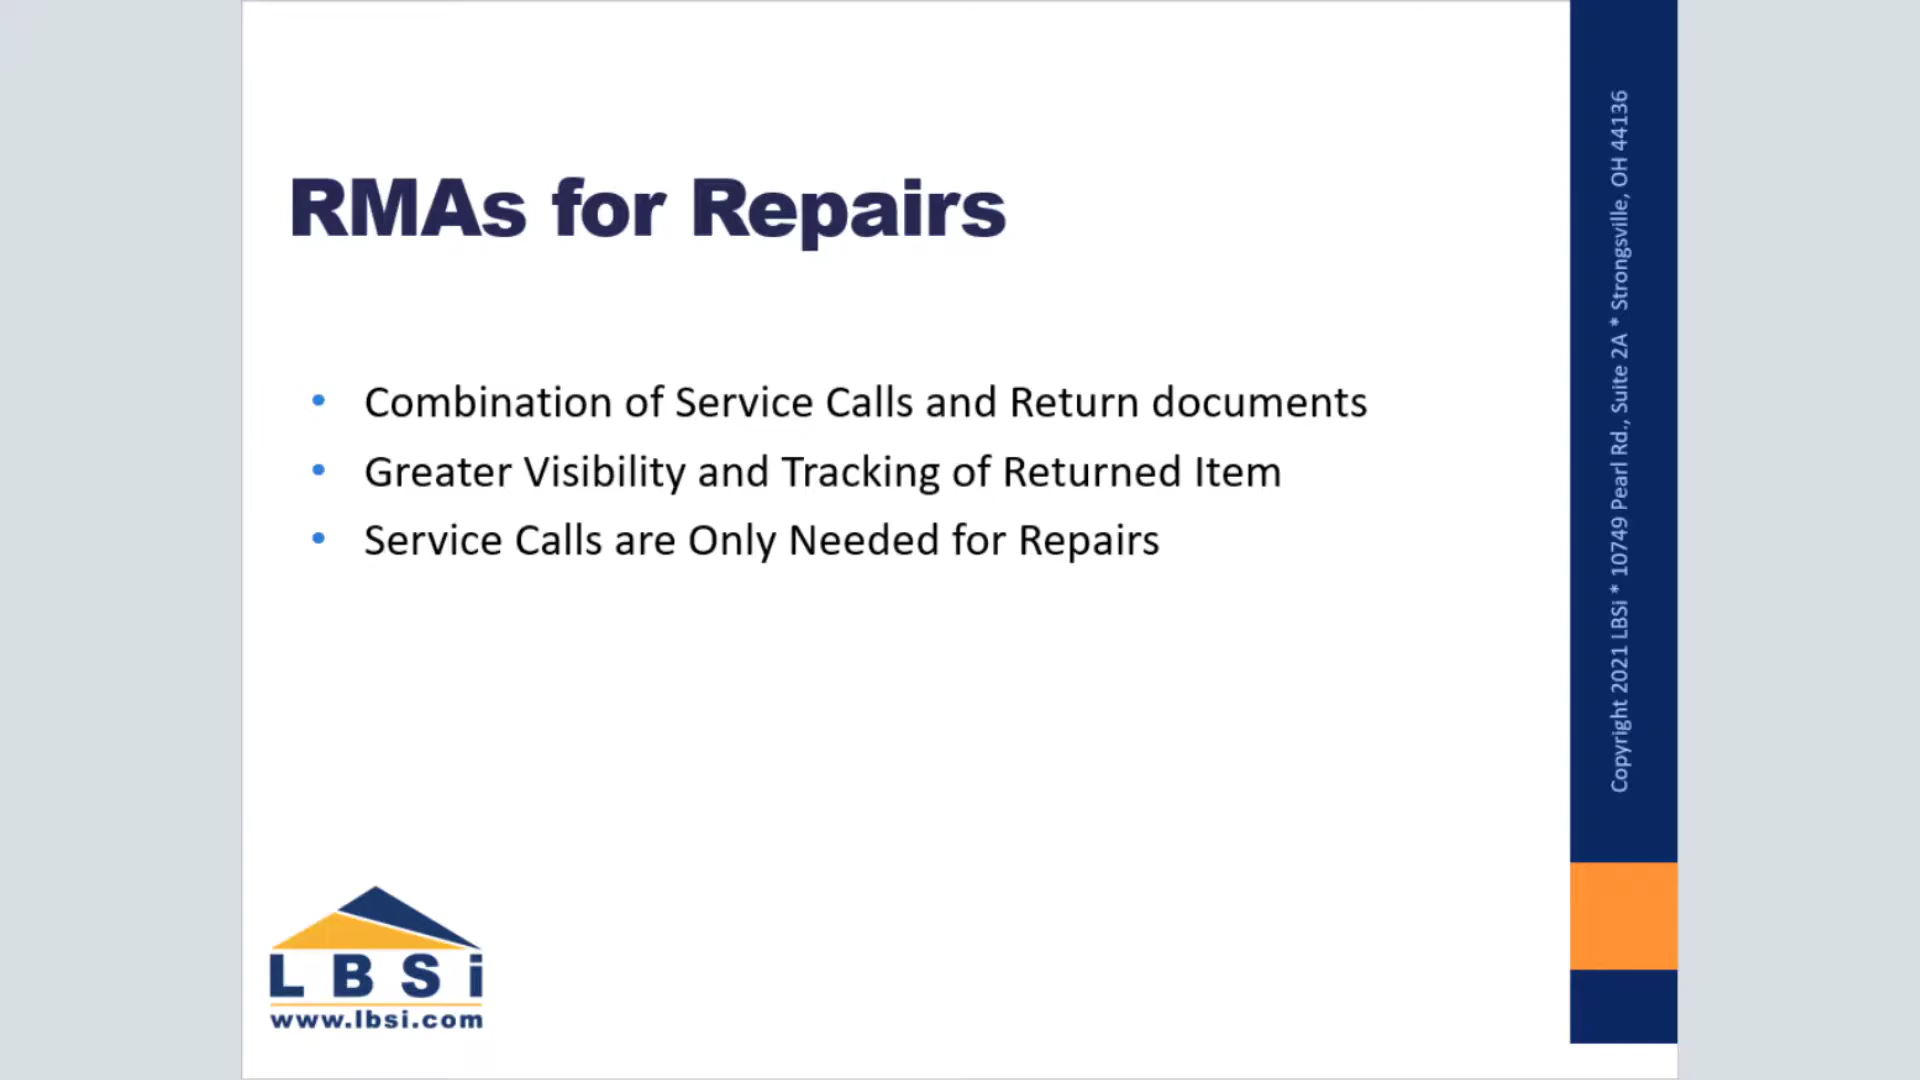 RMAs for Repairs
• Combination of Service Calls and Return documents
• Greater Visibility and Tracking of Returned Item
• Service Calls are Only Needed for Repairs
LBSi
www.lbsi.com
Copyright 2021 LBSi * 10749 Pearl Rd., Suite 2A * Strongsville, OH 44136